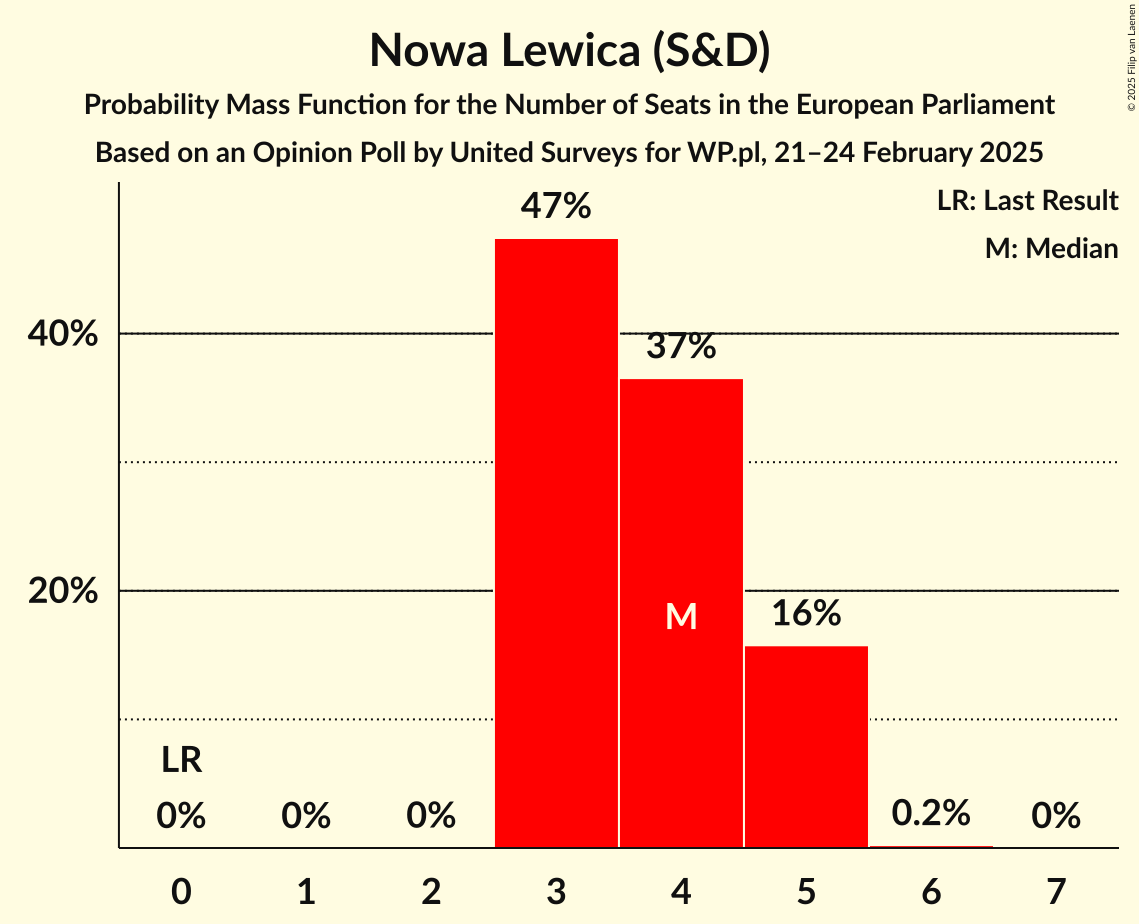 Nowa Lewica (S&D)
Probability Mass Function for the Number of Seats in the European Parliament
Based on an Opinion Poll by United Surveys for WP.pl, 21–24 February 2025
© 2025 Filip van Laenen
LR: Last Result
M: Median
47%
40%
37%
20%
M
16%
LR
0%
0%
0%
0.2%
0%
0
1
2
3
4
5
6
7